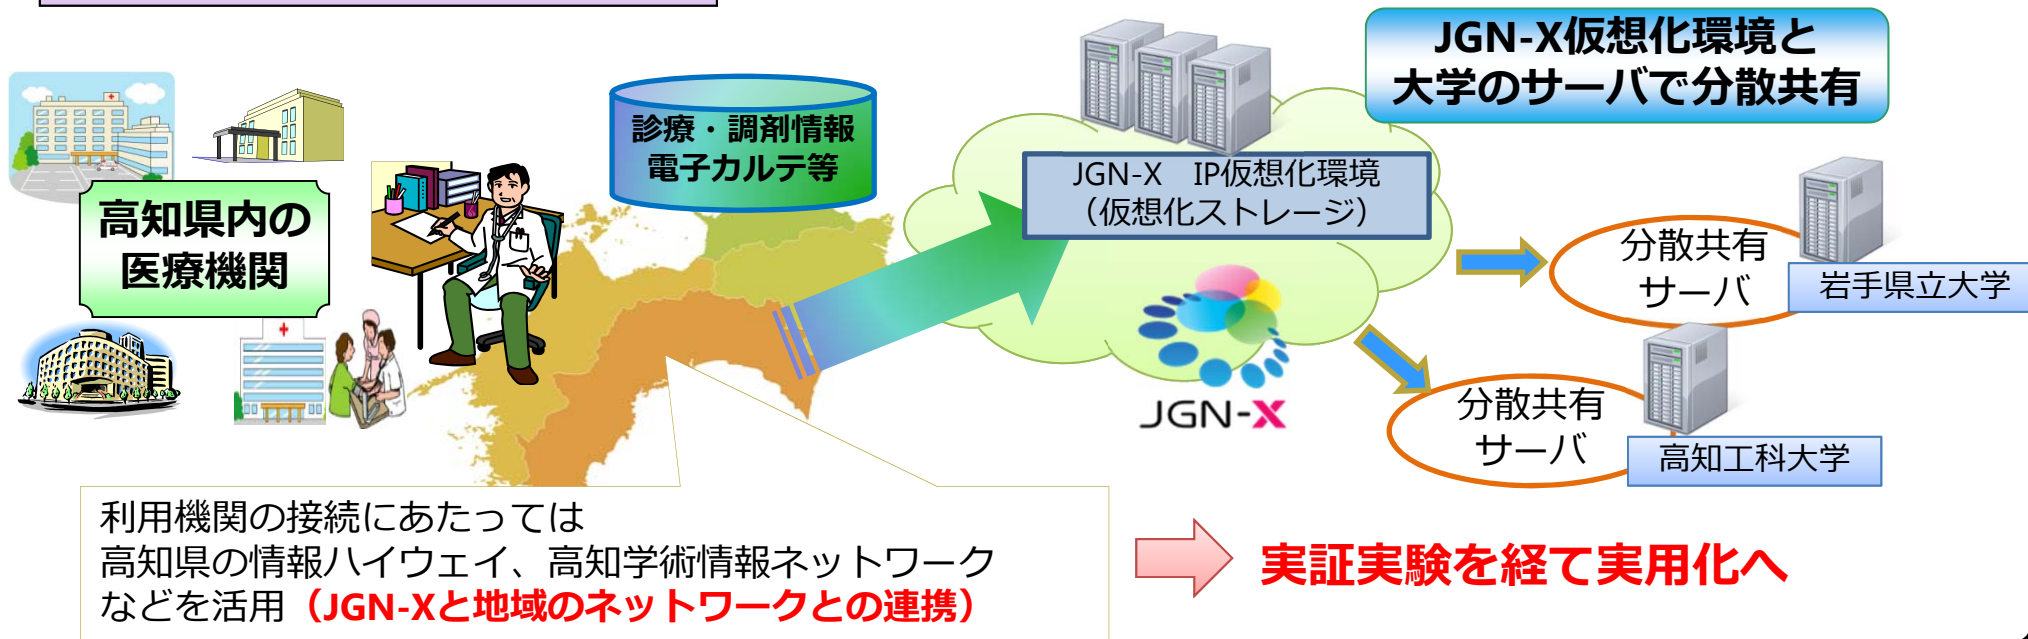 JGN-X仮想化環境と
大学のサーバで分散共有
診療・調剤情報
電子カルテ等
JGN-X　IP仮想化環境
（仮想化ストレージ）
高知県内の
医療機関
分散共有
サーバ
岩手県立大学
JGN-X
分散共有
サーバ
高知工科大学
利用機関の接続にあたっては
高知県の情報ハイウェイ、高知学術情報ネットワーク
などを活用（JGN-Xと地域のネットワークとの連携）
実証実験を経て実用化へ